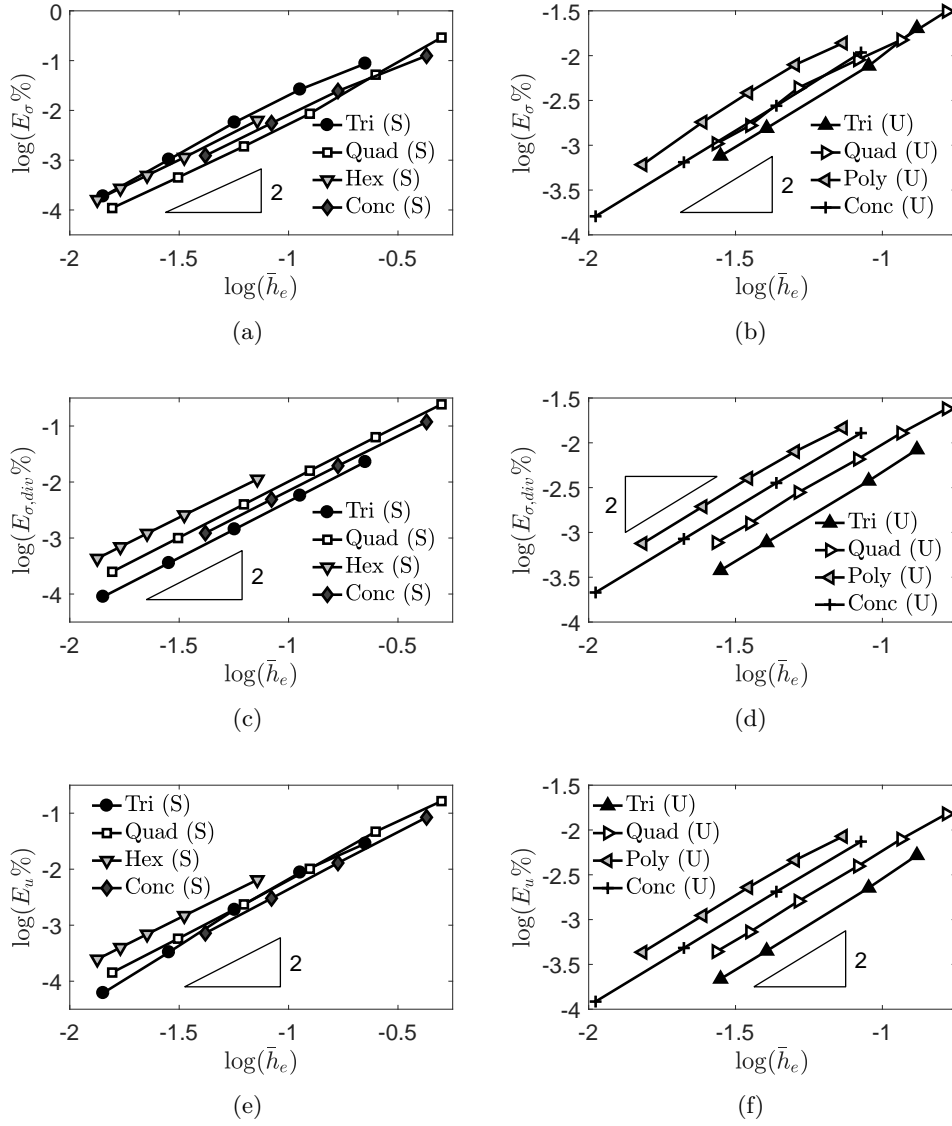 0
-1
-2
-3
-4
log(E_σ%)
Tri (S)
Quad (S)
Hex (S)
Conc (S)
2
-2 -1.5 -1 -0.5
log(h̄_e)
(a)
-1.5
-2
-2.5
-3
-3.5
-4
log(E_σ%)
Tri (U)
Quad (U)
Poly (U)
Conc (U)
2
-2 -1.5 -1
log(h̄_e)
(b)
-1
-2
-3
-4
log(E_σ,div%)
Tri (S)
Quad (S)
Hex (S)
Conc (S)
2
-2 -1.5 -1 -0.5
log(h̄_e)
(c)
-1.5
-2
-2.5
-3
-3.5
-4
log(E_σ,div%)
2
Tri (U)
Quad (U)
Poly (U)
Conc (U)
-2 -1.5 -1
log(h̄_e)
(d)
-1
-2
-3
-4
log(E_u%)
Tri (S)
Quad (S)
Hex (S)
Conc (S)
2
-2 -1.5 -1 -0.5
log(h̄_e)
(e)
-1.5
-2
-2.5
-3
-3.5
-4
log(E_u%)
Tri (U)
Quad (U)
Poly (U)
Conc (U)
2
-2 -1.5 -1
log(h̄_e)
(f)